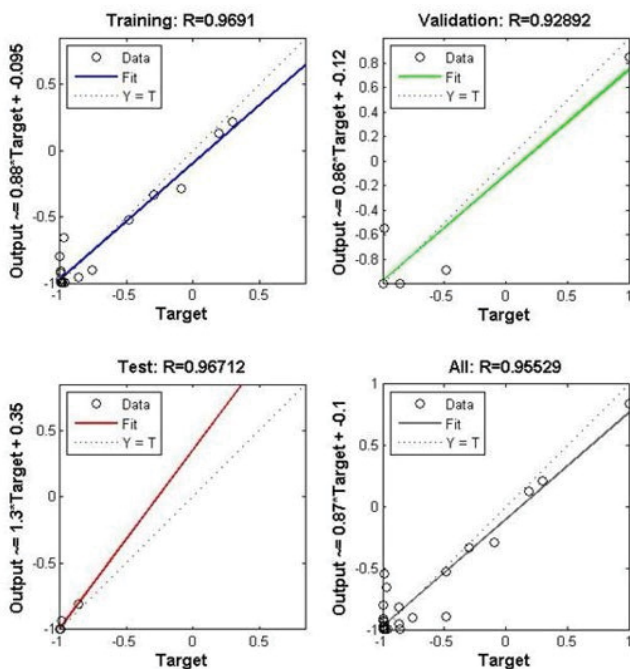 Training: R=0.9691
Output ~= 0.88*Target + -0.095
0.5
0
-0.5
-1
Data
Fit
Y = T
-1
-0.5
0
0.5
Target
Validation: R=0.92892
Output ~= 0.86*Target + -0.12
0.8
0.6
0.4
0.2
0
-0.2
-0.4
-0.6
-0.8
Data
Fit
Y = T
-1
-0.5
0
0.5
1
Target
Test: R=0.96712
Output ~= 1.3*Target + 0.35
0.5
0
-0.5
-1
Data
Fit
Y = T
-1
-0.5
0
0.5
Target
All: R=0.95529
Output ~= 0.87*Target + -0.1
1
0.5
0
-0.5
-1
Data
Fit
Y = T
-1
-0.5
0
0.5
1
Target